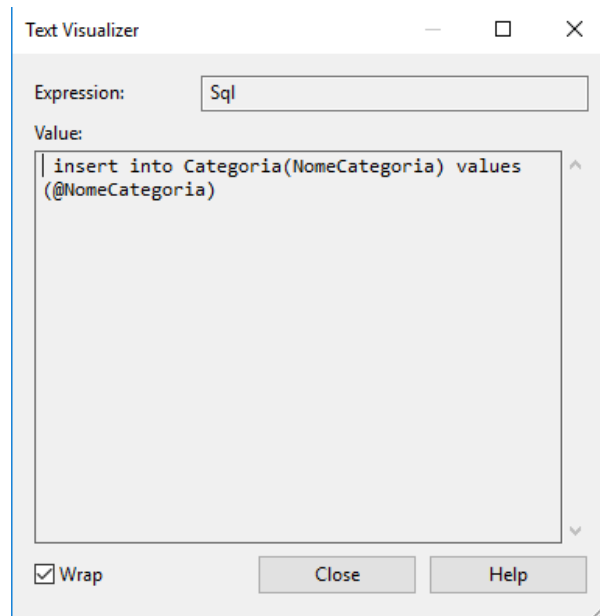 Text Visualizer
Expression:
Sql
Value:
insert into Categoria(NomeCategoria) values
(@NomeCategoria)
Wrap
Close
Help